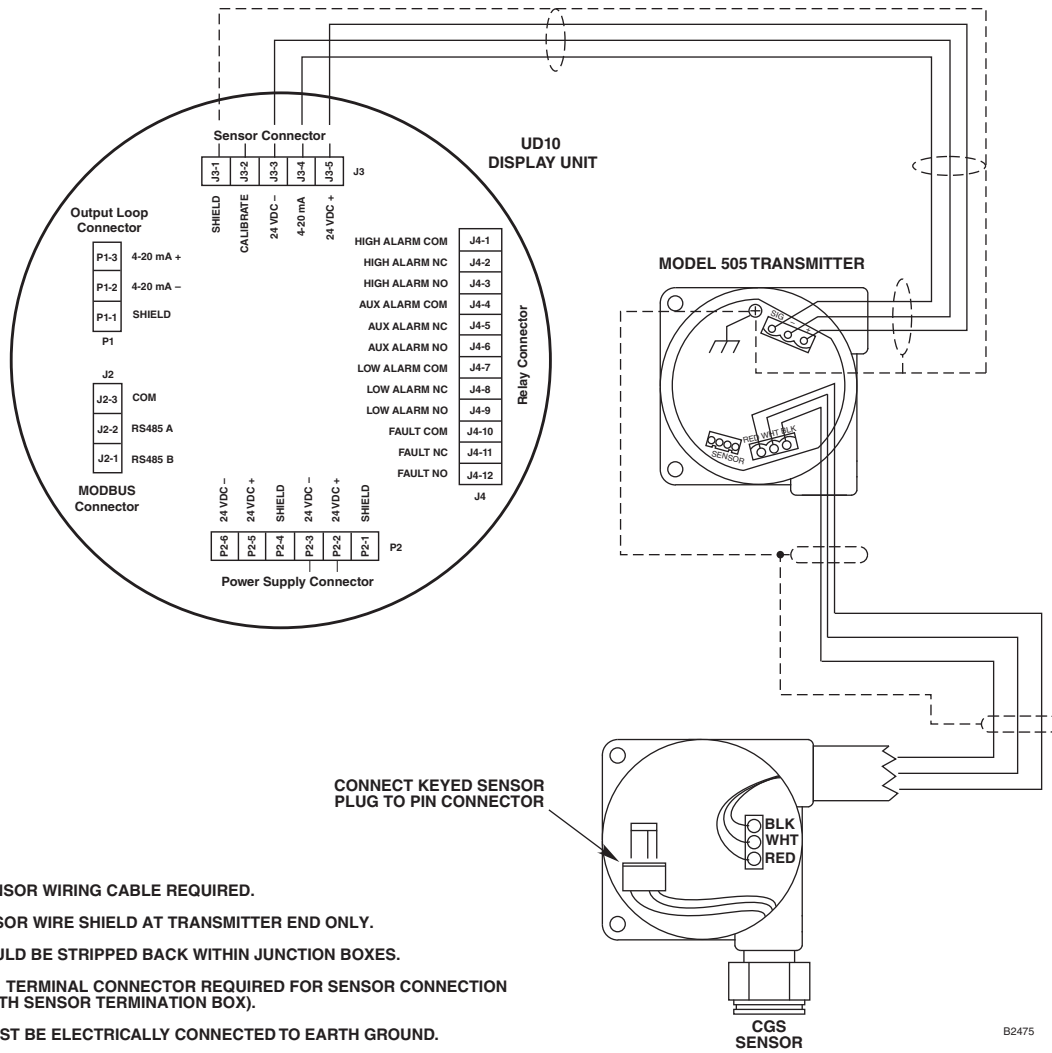 Sensor Connector
J3-1
J3-2
J3-3
J3-4
J3-5
J3
SHIELD
CALIBRATE
24 VDC –
4-20 mA
24 VDC +
UD10
DISPLAY UNIT
Output Loop
Connector
P1-3 4-20 mA +
P1-2 4-20 mA –
P1-1 SHIELD
P1
J2
J2-3 COM
J2-2 RS485 A
J2-1 RS485 B
MODBUS
Connector
HIGH ALARM COM J4-1
HIGH ALARM NC J4-2
HIGH ALARM NO J4-3
AUX ALARM COM J4-4
AUX ALARM NC J4-5
AUX ALARM NO J4-6
LOW ALARM COM J4-7
LOW ALARM NC J4-8
LOW ALARM NO J4-9
FAULT COM J4-10
FAULT NC J4-11
FAULT NO J4-12
J4
Relay Connector
24 VDC –
24 VDC +
SHIELD
24 VDC –
24 VDC +
SHIELD
P2-6
P2-5
P2-4
P2-3
P2-2
P2-1
P2
Power Supply Connector
MODEL 505 TRANSMITTER
SIG - +
RED WHT BLK
SENSOR
CONNECT KEYED SENSOR
PLUG TO PIN CONNECTOR
BLK
WHT
RED
CGS
SENSOR
WIRING CABLE REQUIRED.
WIRE SHIELD AT TRANSMITTER END ONLY.
BE STRIPPED BACK WITHIN JUNCTION BOXES.
TERMINAL CONNECTOR REQUIRED FOR SENSOR CONNECTION
SENSOR TERMINATION BOX).
BE ELECTRICALLY CONNECTED TO EARTH GROUND.
B2475